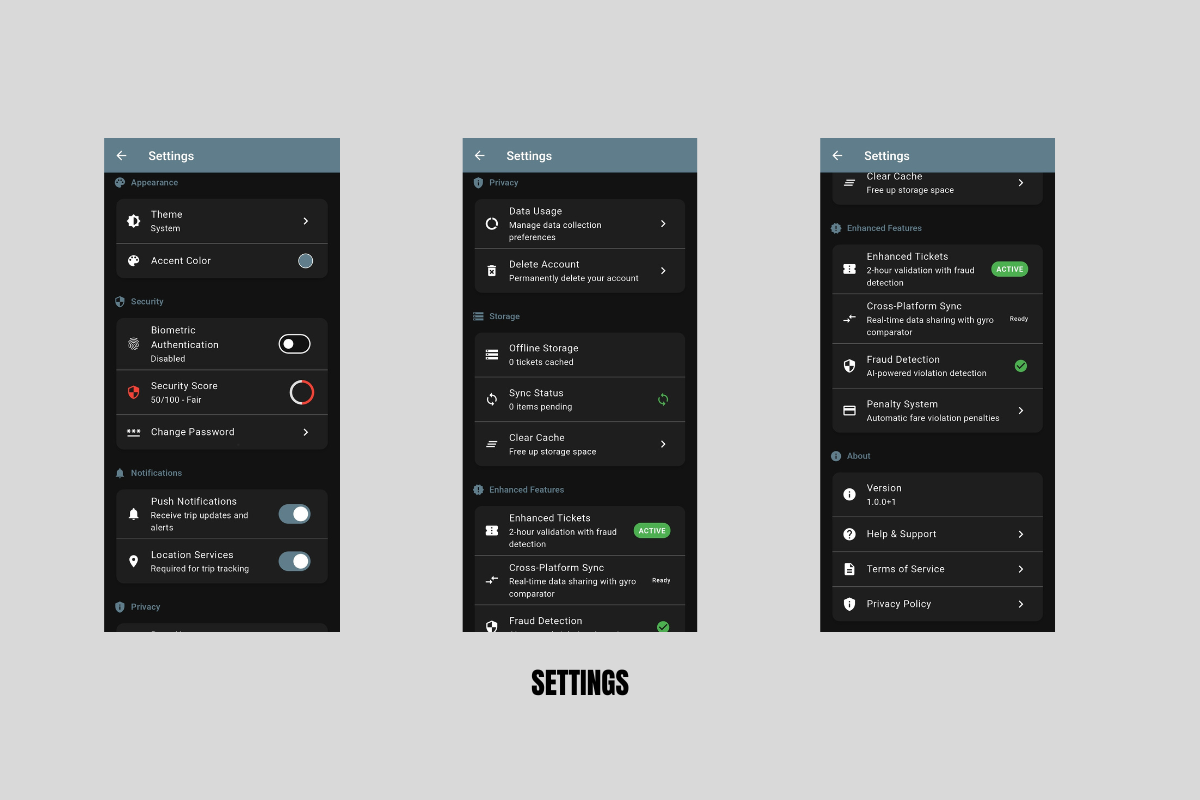 Settings
Appearance
Theme
System
Accent Color
Security
Biometric
Authentication
Disabled
Security Score
50/100 - Fair
Change Password
Notifications
Push Notifications
Receive trip updates and
alerts
Location Services
Required for trip tracking
Privacy
Settings
Privacy
Data Usage
Manage data collection
preferences
Delete Account
Permanently delete your account
Storage
Offline Storage
0 tickets cached
Sync Status
0 items pending
Clear Cache
Free up storage space
Enhanced Features
Enhanced Tickets
2-hour validation with fraud
detection
ACTIVE
Cross-Platform Sync
Real-time data sharing with gyro
comparator
Ready
Fraud Detection
Settings
Clear Cache
Free up storage space
Enhanced Features
Enhanced Tickets
2-hour validation with fraud
detection
ACTIVE
Cross-Platform Sync
Real-time data sharing with gyro
comparator
Ready
Fraud Detection
AI-powered violation detection
Penalty System
Automatic fare violation penalties
About
Version
1.0.0+1
Help & Support
Terms of Service
Privacy Policy
SETTINGS